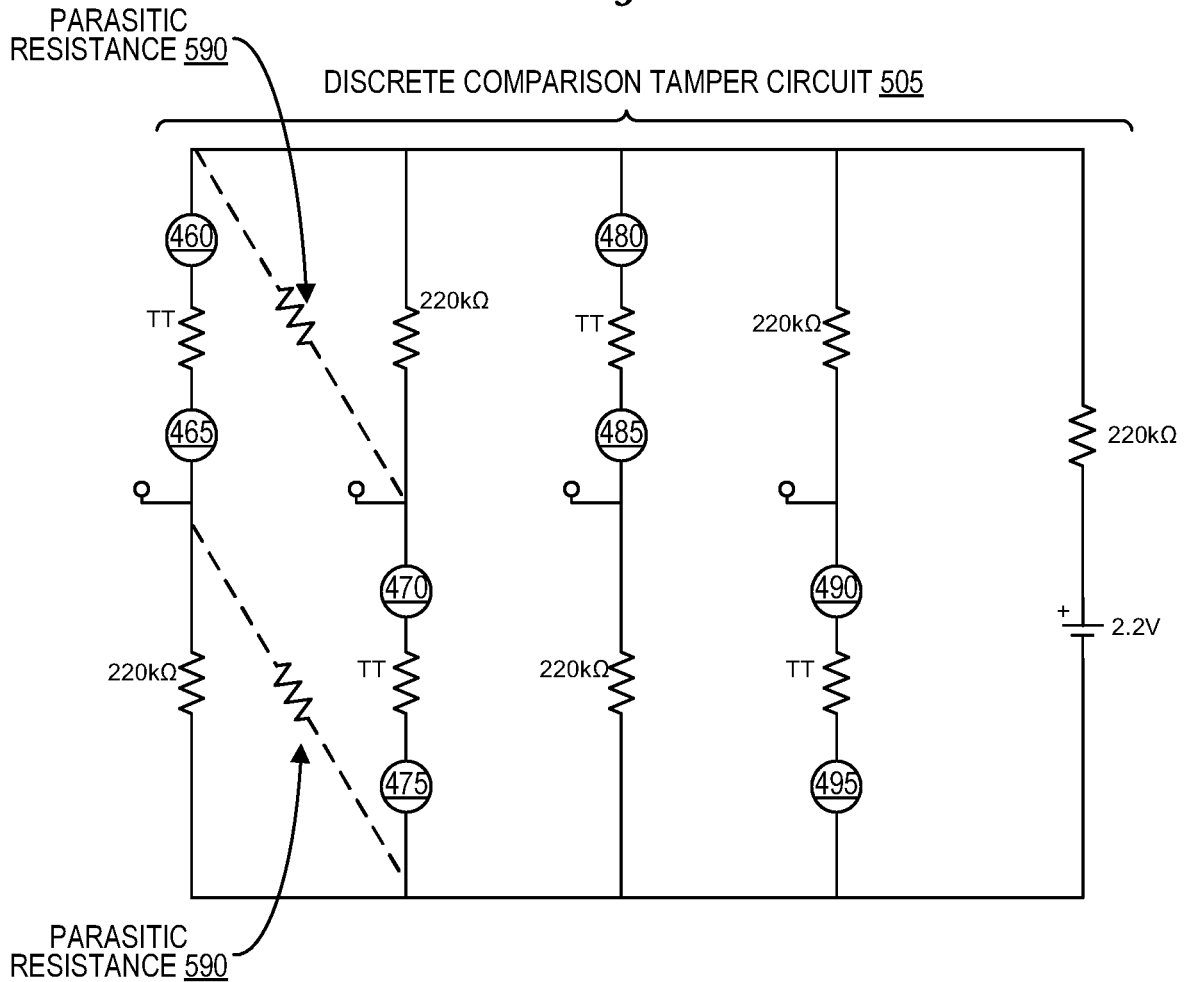 PARASITIC
RESISTANCE 590
DISCRETE COMPARISON TAMPER CIRCUIT 505
460
480
TT
220kΩ
TT
220kΩ
465
485
220kΩ
470
490
+
2.2V
220kΩ
TT
220kΩ
TT
475
495
PARASITIC
RESISTANCE 590